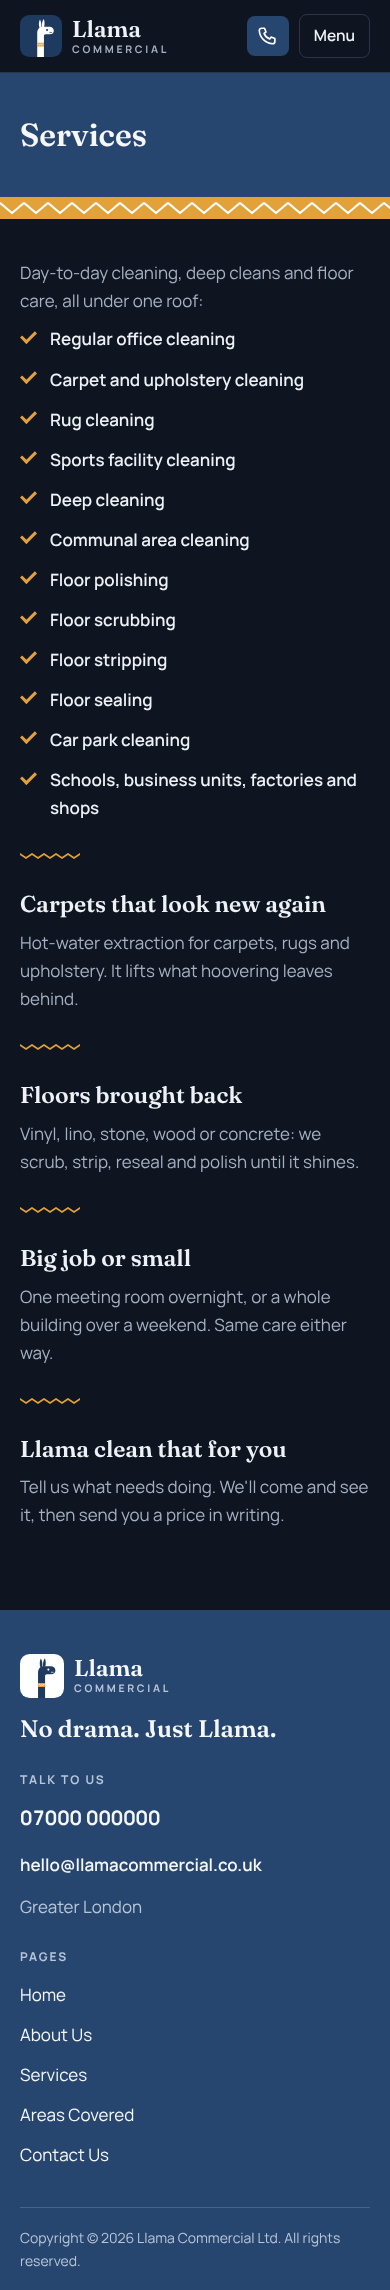 Llama
COMMERCIAL
Menu
Services
Day-to-day cleaning, deep cleans and floor
care, all under one roof:
Regular office cleaning
Carpet and upholstery cleaning
Rug cleaning
Sports facility cleaning
Deep cleaning
Communal area cleaning
Floor polishing
Floor scrubbing
Floor stripping
Floor sealing
Car park cleaning
Schools, business units, factories and
shops
Carpets that look new again
Hot-water extraction for carpets, rugs and
upholstery. It lifts what hoovering leaves
behind.
Floors brought back
Vinyl, lino, stone, wood or concrete: we
scrub, strip, reseal and polish until it shines.
Big job or small
One meeting room overnight, or a whole
building over a weekend. Same care either
way.
Llama clean that for you
Tell us what needs doing. We'll come and see
it, then send you a price in writing.
Llama
COMMERCIAL
No drama. Just Llama.
TALK TO US
07000 000000
hello@llamacommercial.co.uk
Greater London
PAGES
Home
About Us
Services
Areas Covered
Contact Us
Copyright © 2026 Llama Commercial Ltd. All rights
reserved.